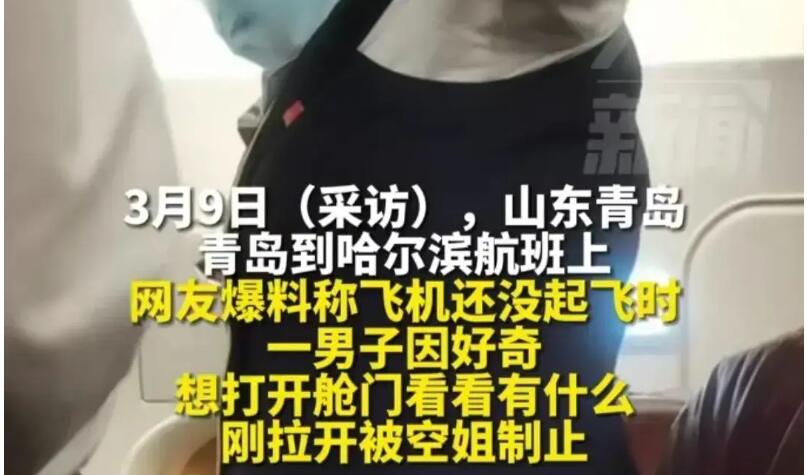 新闻
3月9日（采访），山东青岛
青岛到哈尔滨航班上
网友爆料称飞机还没起飞时
一男子因好奇
想打开舱门看看有什么
刚拉开被空姐制止